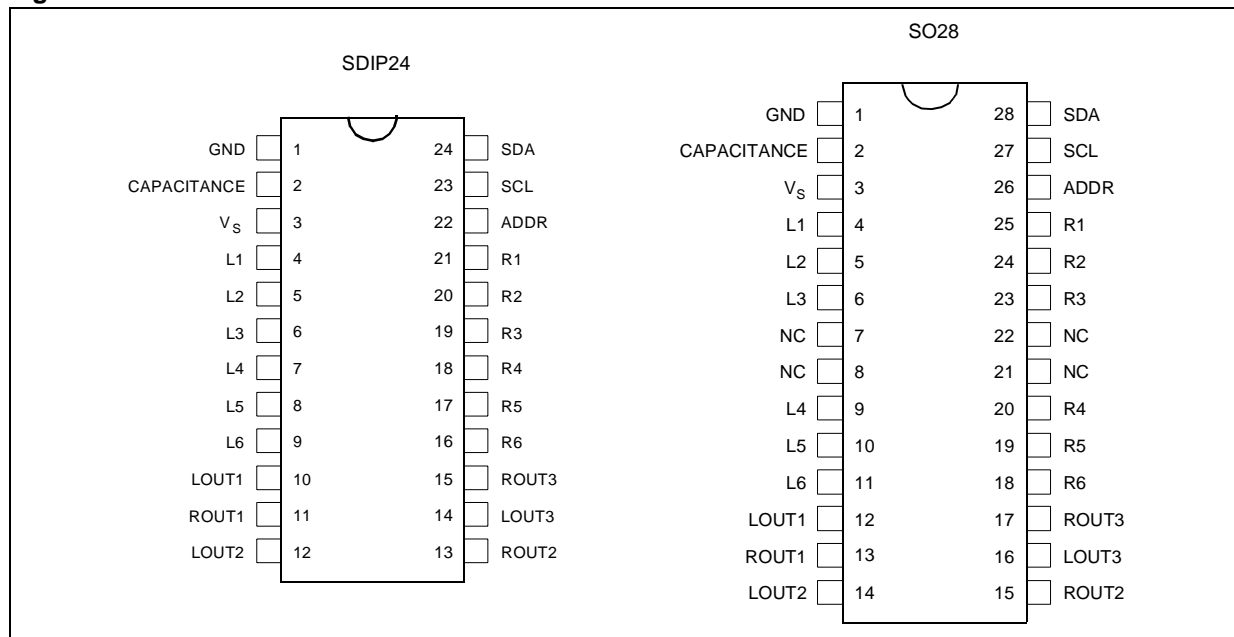 SDIP24
GND 1 24 SDA
CAPACITANCE 2 23 SCL
VS 3 22 ADDR
L1 4 21 R1
L2 5 20 R2
L3 6 19 R3
L4 7 18 R4
L5 8 17 R5
L6 9 16 R6
LOUT1 10 15 ROUT3
ROUT1 11 14 LOUT3
LOUT2 12 13 ROUT2
SO28
GND 1 28 SDA
CAPACITANCE 2 27 SCL
VS 3 26 ADDR
L1 4 25 R1
L2 5 24 R2
L3 6 23 R3
NC 7 22 NC
NC 8 21 NC
L4 9 20 R4
L5 10 19 R5
L6 11 18 R6
LOUT1 12 17 ROUT3
ROUT1 13 16 LOUT3
LOUT2 14 15 ROUT2